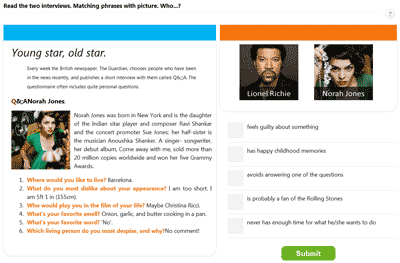 Read the two interviews. Matching phrases with picture. Who...?
?
Young star, old star.
Every week the British newspaper. The Guardian, chooses people who have been
in the news recently, and publishes a short interview with them called Q&;A. The
questionnaire often includes quite personal questions.
Q&;ANorah Jones.
Norah Jones was born in New York and is the daughter
of the Indian sitar player and composer Ravi Shankar
and the concert promoter Sue Jones; her half-sister is
the musician Anoushka Shankar. A singer- songwriter,
her debut album, Come away with me, sold more than
20 million copies worldwide and won her five Grammy
Awards.
1. Where would you like to live? Barcelona.
2. What do you most dislike about your appearance? I am too short. I
am 5ft 1 in (155cm).
3. Who would play you in the film of your life? Maybe Christina Ricci.
4. What's your favorite smell? Onion, garlic, and butter cooking in a pan.
5. What's your favorite word? 'No'.
6. Which living person do you most despise, and why?No comment!
Lionel Richie
Norah Jones
feels guilty about something
has happy childhood memories
avoids answering one of the questions
is probably a fan of the Rolling Stones
never has enough time for what he/she wants to do
Submit